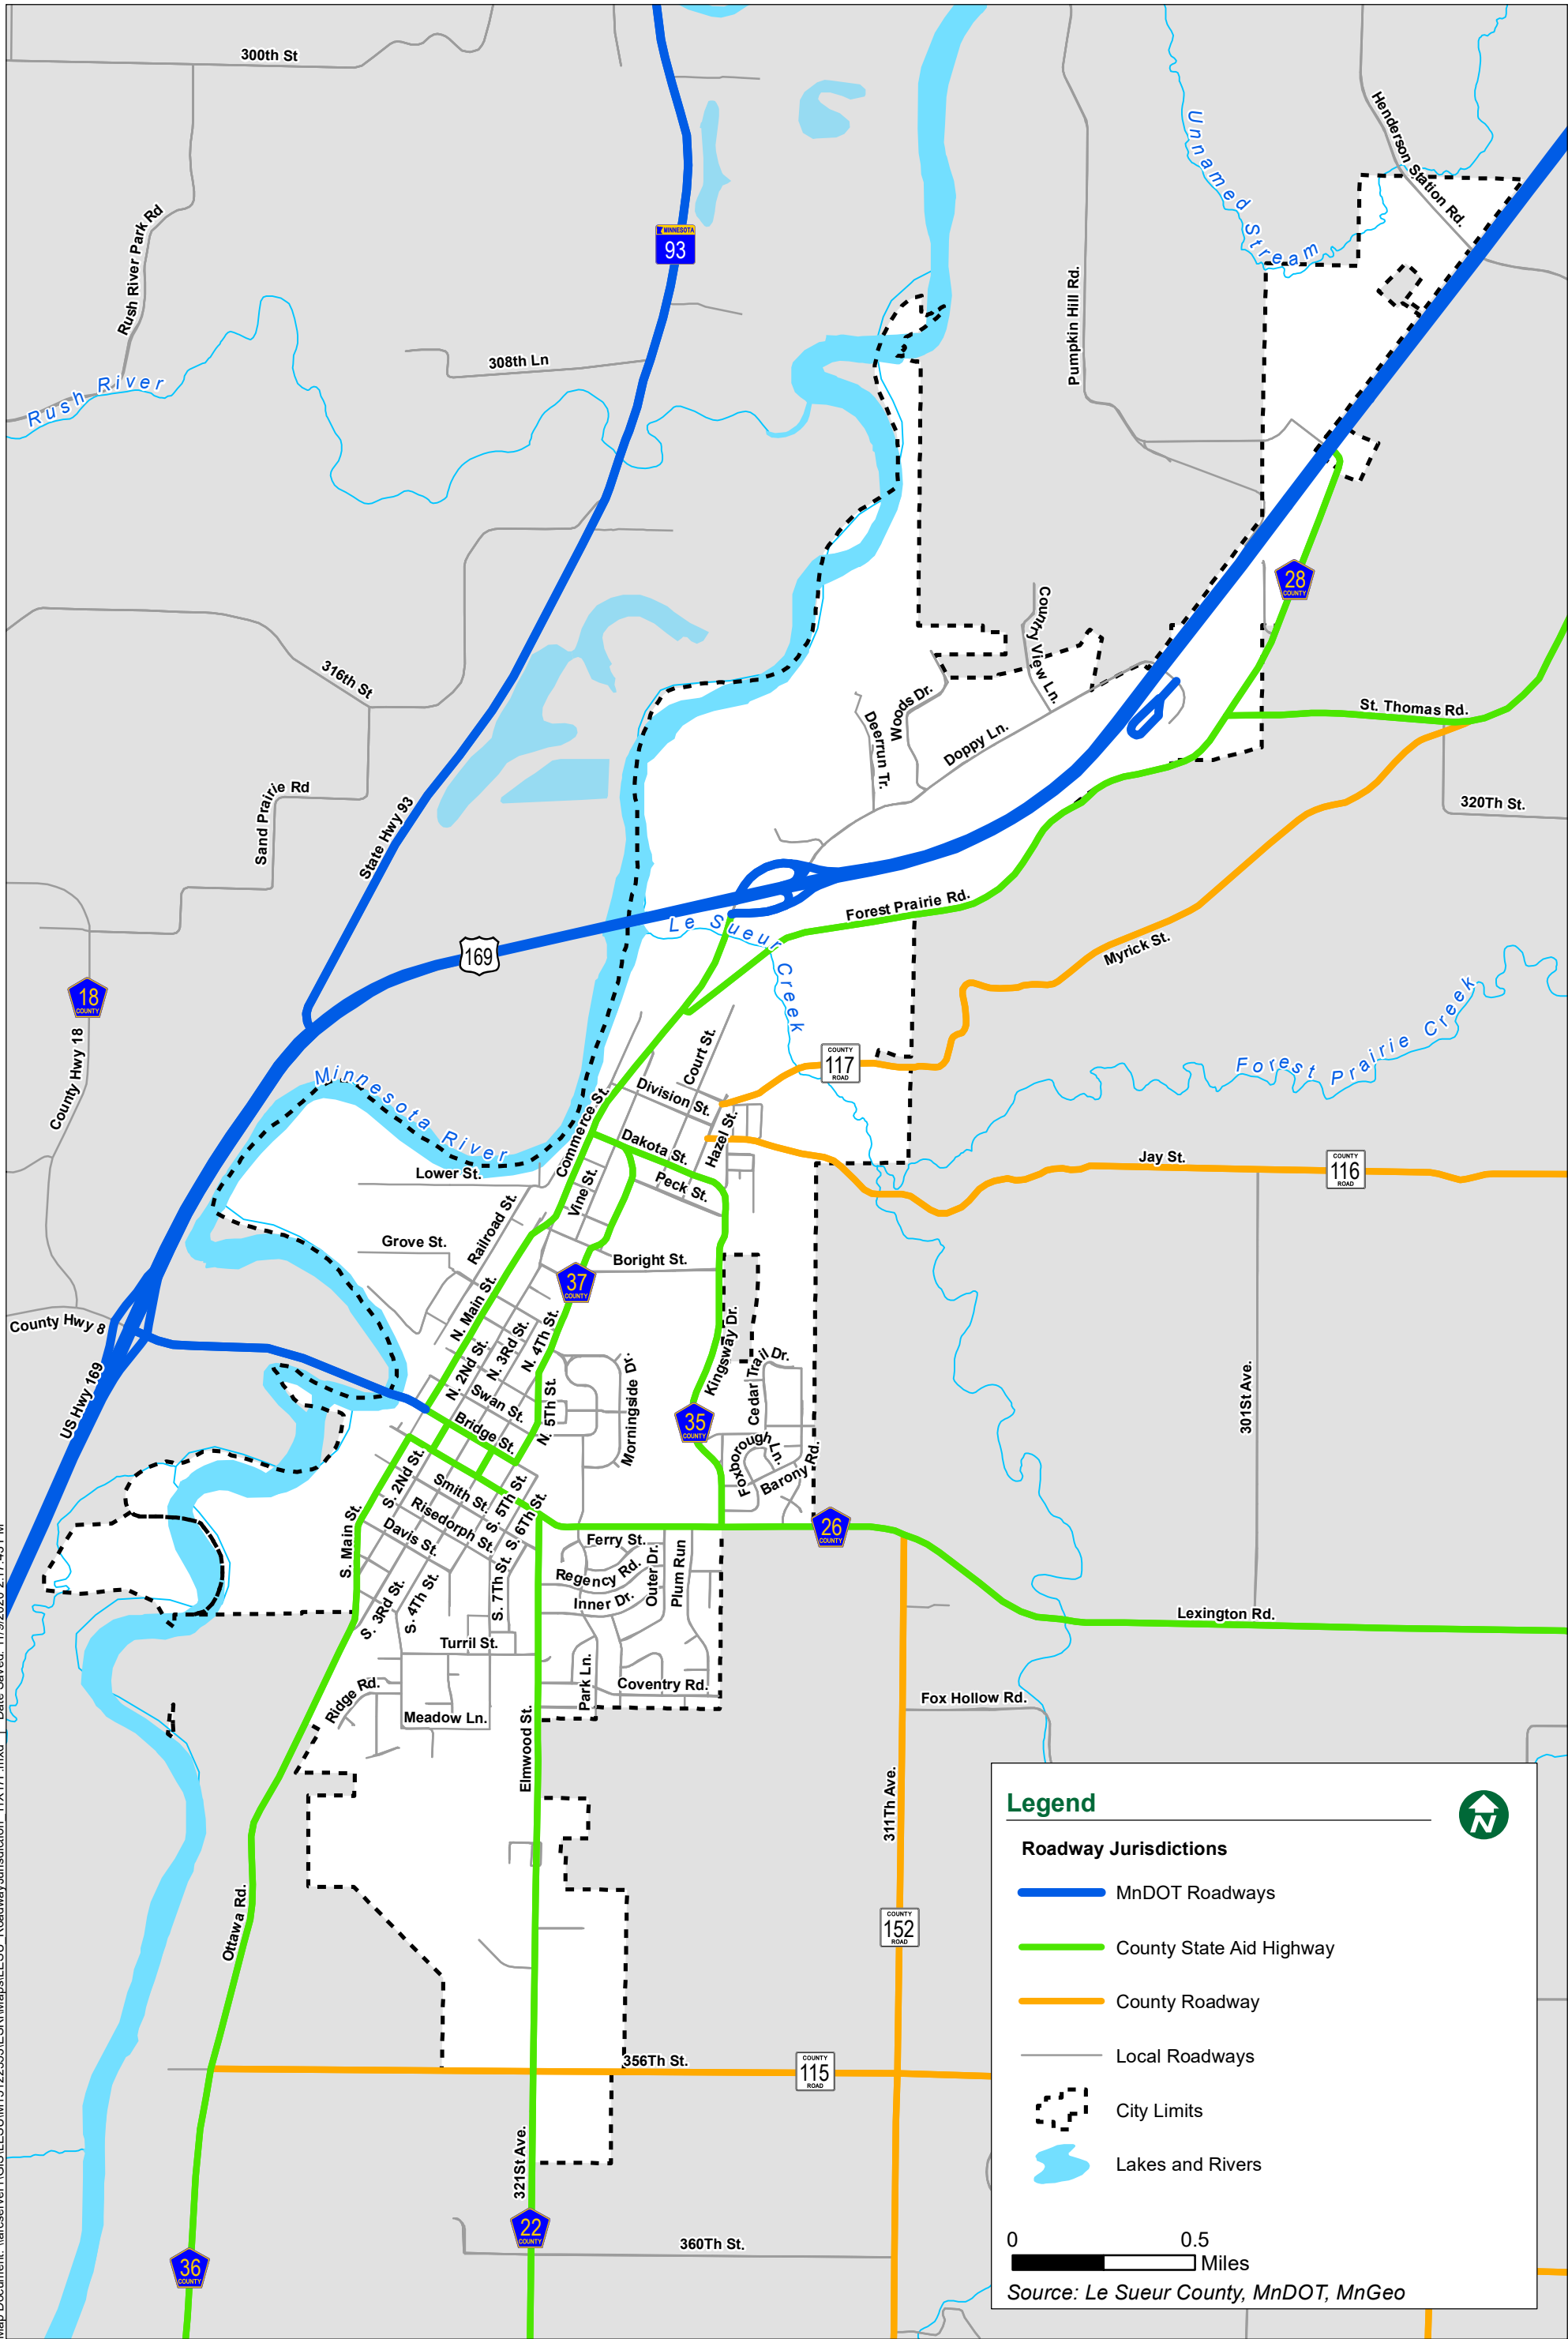 300th St
Henderson Station Rd.
Unnamed Stream
Rush River Park Rd
MINNESOTA
93
Pumpkin Hill Rd.
308th Ln
Rush River
28
COUNTY
Country View Ln.
316th St
Woods Dr.
Deerrun Tr.
Doppy Ln.
St. Thomas Rd.
320Th St.
Sand Prairie Rd
State Hwy 93
Forest Prairie Rd.
Le Sueur Creek
169
Myrick St.
18
COUNTY
County Hwy 18
Forest Prairie Creek
Court St.
COUNTY
117
ROAD
Minnesota River
Division St.
Commerce St.
Hazel St.
Dakota St.
Lower St.
Vine St.
Peck St.
Jay St.
COUNTY
116
ROAD
Railroad St.
Grove St.
Boright St.
37
COUNTY
County Hwy 8
N. Main St.
N. 2Nd St.
N. 3Rd St.
N. 4Th St.
Kingsway Dr.
Cedar Trail Dr.
US Hwy 169
Swan St.
N. 5Th St.
Morningside Dr.
301St Ave.
Bridge St.
35
COUNTY
Foxborough Ln.
Barony Rd.
S. 2Nd St.
Smith St.
S. 5Th St.
S. 6Th St.
Risedorph St.
26
COUNTY
S. Main St.
Davis St.
Ferry St.
Regency Rd.
Outer Dr.
Plum Run
S. 3Rd St.
S. 4Th St.
S. 7Th St.
Inner Dr.
Lexington Rd.
Turril St.
Ridge Rd.
Park Ln.
Coventry Rd.
Fox Hollow Rd.
Meadow Ln.
Elmwood St.
311Th Ave.
Ottawa Rd.
COUNTY
152
ROAD
356Th St.
COUNTY
115
ROAD
321St Ave.
22
COUNTY
360Th St.
36
COUNTY
Legend
N
Roadway Jurisdictions
MnDOT Roadways
County State Aid Highway
County Roadway
Local Roadways
City Limits
Lakes and Rivers
0 0.5
Miles
Source: Le Sueur County, MnDOT, MnGeo